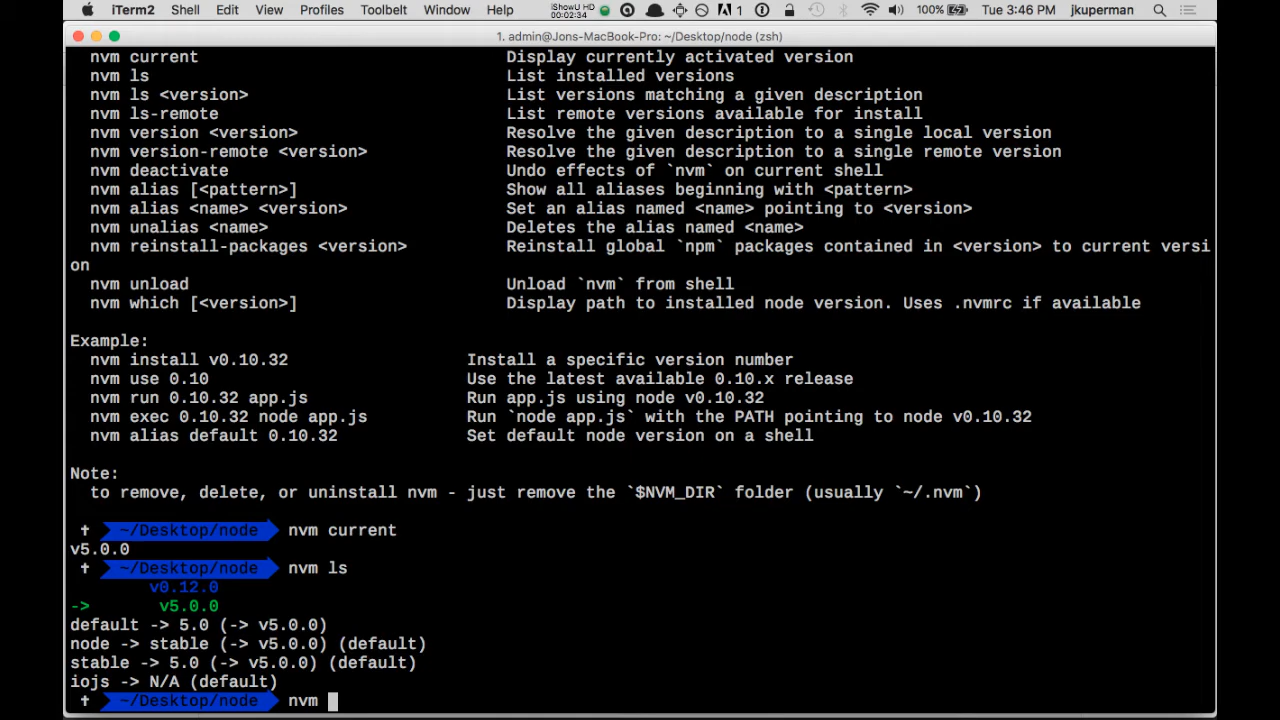 iTerm2 Shell Edit View Profiles Toolbelt Window Help iShowU HD 00:02:34 1 100% Tue 3:46 PM jkuperman
1. admin@Jons-MacBook-Pro: ~/Desktop/node (zsh)
nvm current Display currently activated version
nvm ls List installed versions
nvm ls <version> List versions matching a given description
nvm ls-remote List remote versions available for install
nvm version <version> Resolve the given description to a single local version
nvm version-remote <version> Resolve the given description to a single remote version
nvm deactivate Undo effects of `nvm` on current shell
nvm alias [<pattern>] Show all aliases beginning with <pattern>
nvm alias <name> <version> Set an alias named <name> pointing to <version>
nvm unalias <name> Deletes the alias named <name>
nvm reinstall-packages <version> Reinstall global `npm` packages contained in <version> to current versi
on
nvm unload Unload `nvm` from shell
nvm which [<version>] Display path to installed node version. Uses .nvmrc if available
Example:
nvm install v0.10.32 Install a specific version number
nvm use 0.10 Use the latest available 0.10.x release
nvm run 0.10.32 app.js Run app.js using node v0.10.32
nvm exec 0.10.32 node app.js Run `node app.js` with the PATH pointing to node v0.10.32
nvm alias default 0.10.32 Set default node version on a shell
Note:
to remove, delete, or uninstall nvm - just remove the `$NVM_DIR` folder (usually `~/.nvm`)
✝ ~/Desktop/node nvm current
v5.0.0
✝ ~/Desktop/node nvm ls
v0.12.0
-> v5.0.0
default -> 5.0 (-> v5.0.0)
node -> stable (-> v5.0.0) (default)
stable -> 5.0 (-> v5.0.0) (default)
iojs -> N/A (default)
✝ ~/Desktop/node nvm